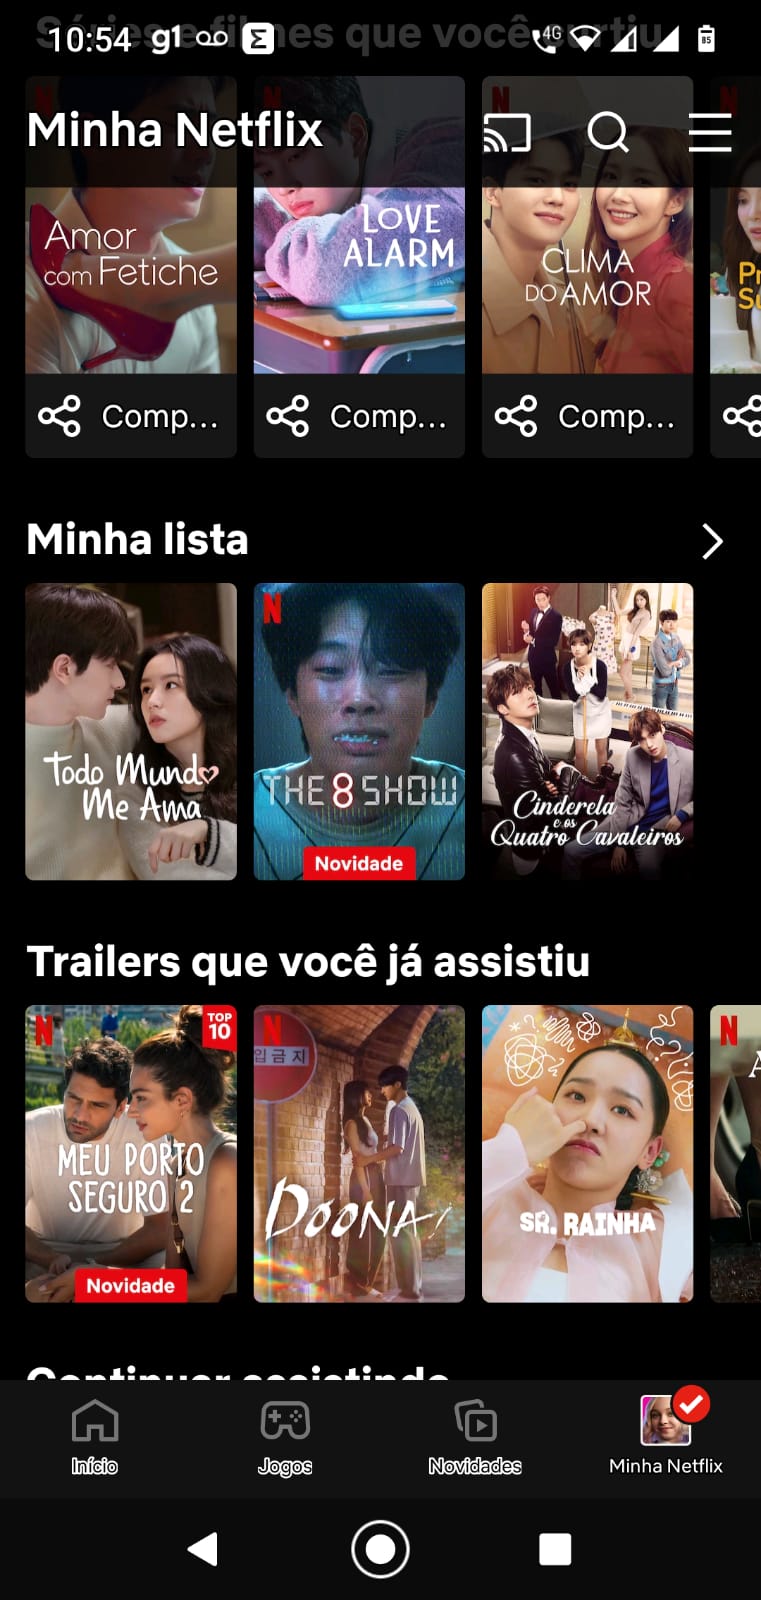 Séries e filmes que você curtiu
10:54 g1 4G 85
Minha Netflix
N
N
Amor
com Fetiche
LOVE
ALARM
CLIMA
DO AMOR
Pr
Su
Comp...
Comp...
Comp...
Minha lista
Todo Mundo
Me Ama
N
THE 8 SHOW
Novidade
Cinderela
e os
Quatro Cavaleiros
Trailers que você já assistiu
N
TOP
10
MEU PORTO
SEGURO 2
Novidade
N
입금지
DOONA!
SR. RAINHA
N
A
Continuar assistindo
Início
Jogos
Novidades
Minha Netflix